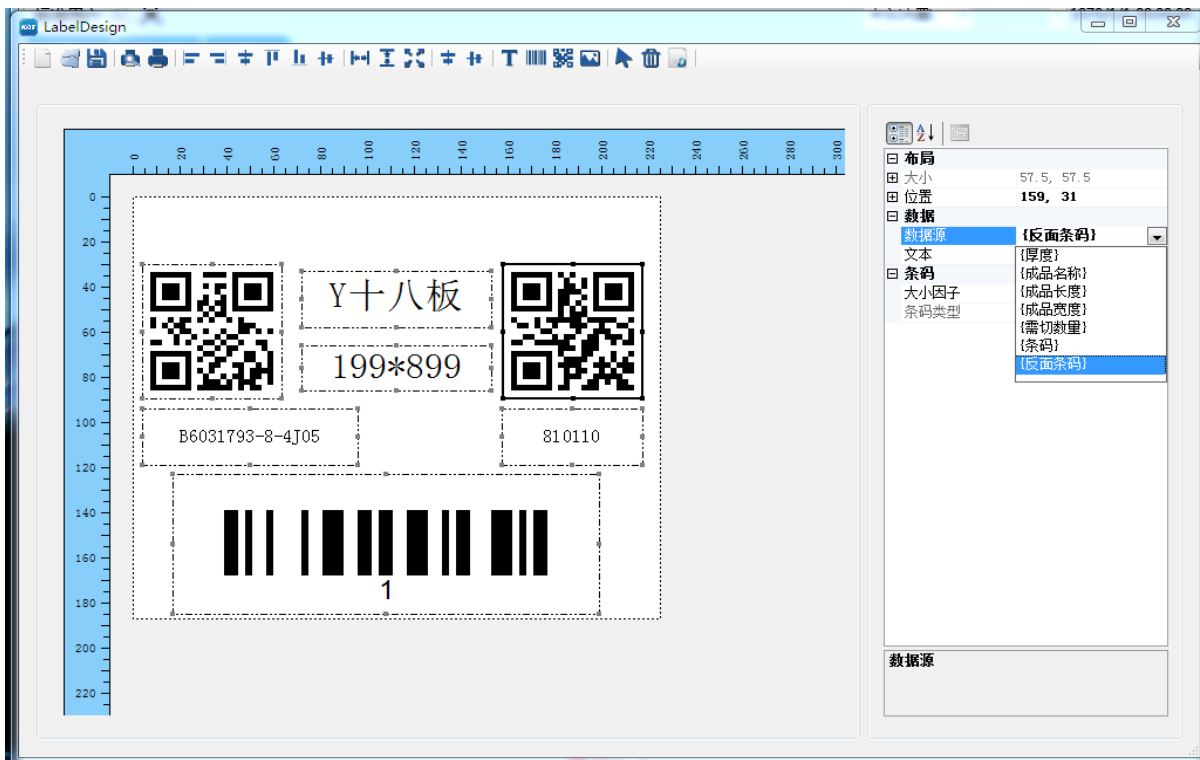 LabelDesign
0 20 40 60 80 100 120 140 160 180 200 220 240 260 280 300
0
20
40
60
80
100
120
140
160
180
200
220
Y十八板
199*899
B6031793-8-4J05
810110
1
布局
大小 57.5, 57.5
位置 159, 31
数据
数据源 {反面条码}
文本
条码
大小因子
条码类型
{厚度}
{成品名称}
{成品长度}
{成品宽度}
{需切数量}
{条码}
{反面条码}
数据源